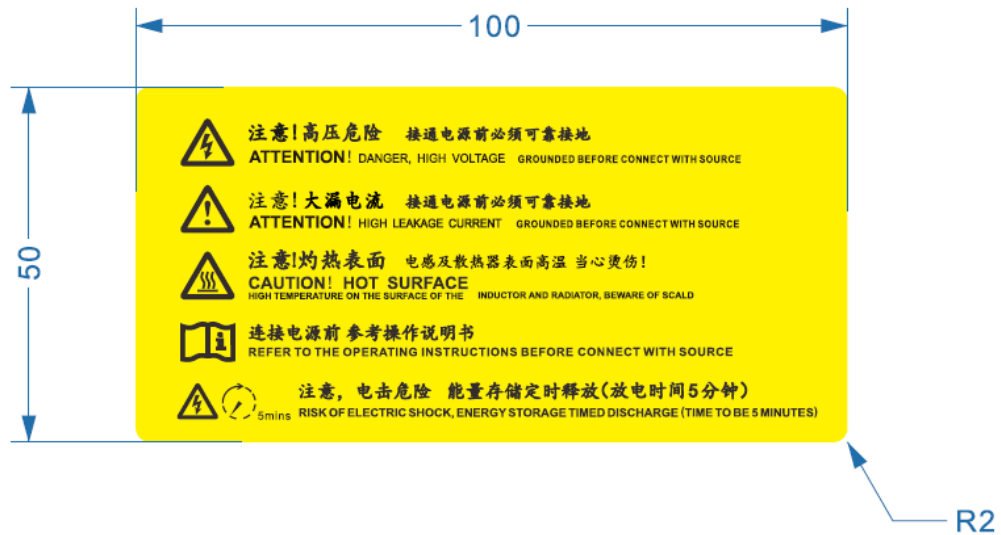 100
50
注意!高压危险 接通电源前必须可靠接地
ATTENTION! DANGER, HIGH VOLTAGE GROUNDED BEFORE CONNECT WITH SOURCE
注意!大漏电流 接通电源前必须可靠接地
ATTENTION! HIGH LEAKAGE CURRENT GROUNDED BEFORE CONNECT WITH SOURCE
注意!灼热表面 电感及散热器表面高温 当心烫伤!
CAUTION! HOT SURFACE
HIGH TEMPERATURE ON THE SURFACE OF THE INDUCTOR AND RADIATOR, BEWARE OF SCALD
连接电源前 参考操作说明书
REFER TO THE OPERATING INSTRUCTIONS BEFORE CONNECT WITH SOURCE
注意，电击危险 能量存储定时释放(放电时间5分钟)
5mins RISK OF ELECTRIC SHOCK, ENERGY STORAGE TIMED DISCHARGE (TIME TO BE 5 MINUTES)
R2